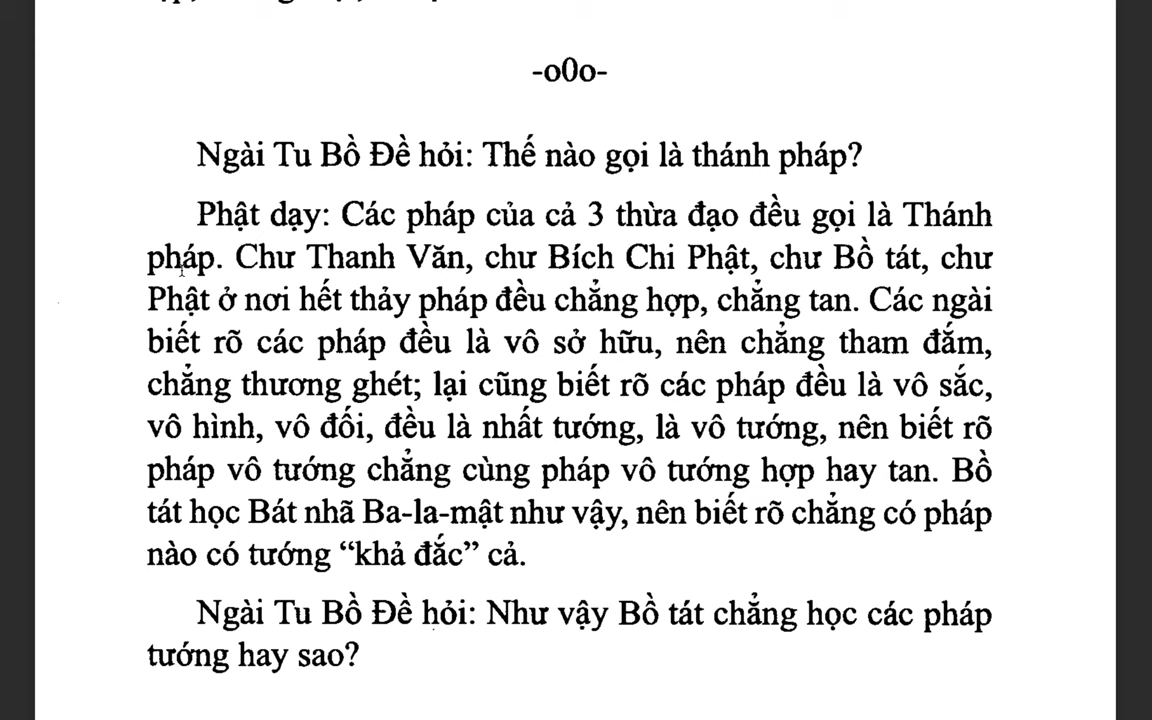 -o0o-
Ngài Tu Bồ Đề hỏi: Thế nào gọi là thánh pháp?
Phật dạy: Các pháp của cả 3 thừa đạo đều gọi là Thánh
pháp. Chư Thanh Văn, chư Bích Chi Phật, chư Bồ tát, chư
Phật ở nơi hết thảy pháp đều chẳng hợp, chẳng tan. Các ngài
biết rõ các pháp đều là vô sở hữu, nên chẳng tham đắm,
chẳng thương ghét; lại cũng biết rõ các pháp đều là vô sắc,
vô hình, vô đối, đều là nhất tướng, là vô tướng, nên biết rõ
pháp vô tướng chẳng cùng pháp vô tướng hợp hay tan. Bồ
tát học Bát nhã Ba-la-mật như vậy, nên biết rõ chẳng có pháp
nào có tướng “khả đắc” cả.
Ngài Tu Bồ Đề hỏi: Như vậy Bồ tát chẳng học các pháp
tướng hay sao?